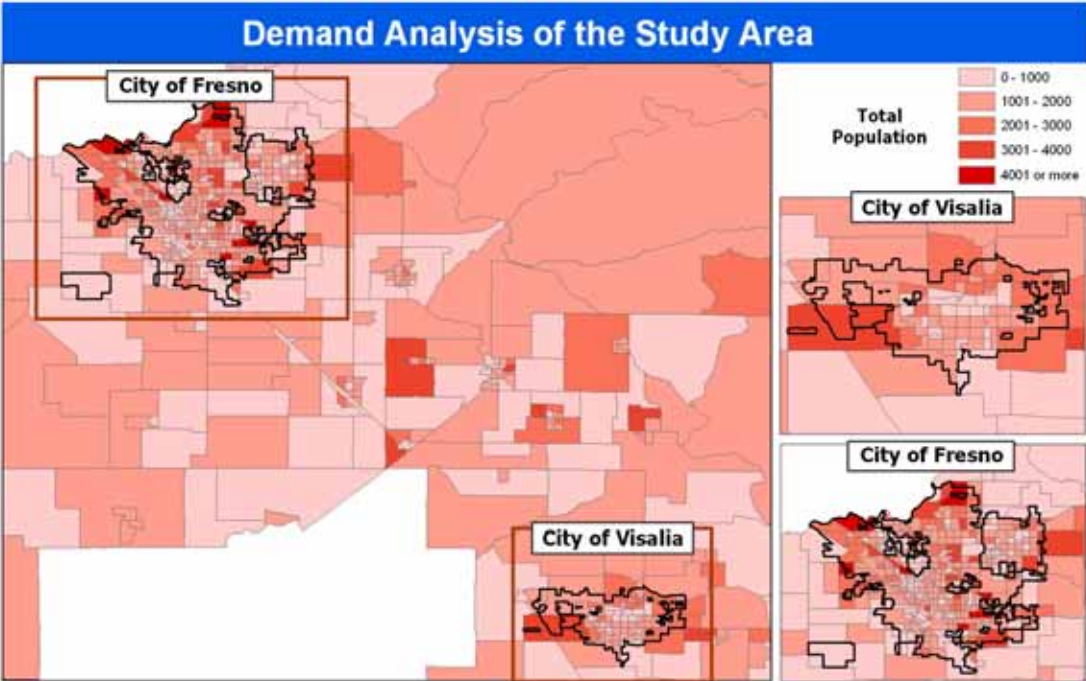 Demand Analysis of the Study Area
City of Fresno
Total
Population
0 - 1000
1001 - 2000
2001 - 3000
3001 - 4000
4001 or more
City of Visalia
City of Fresno
City of Visalia